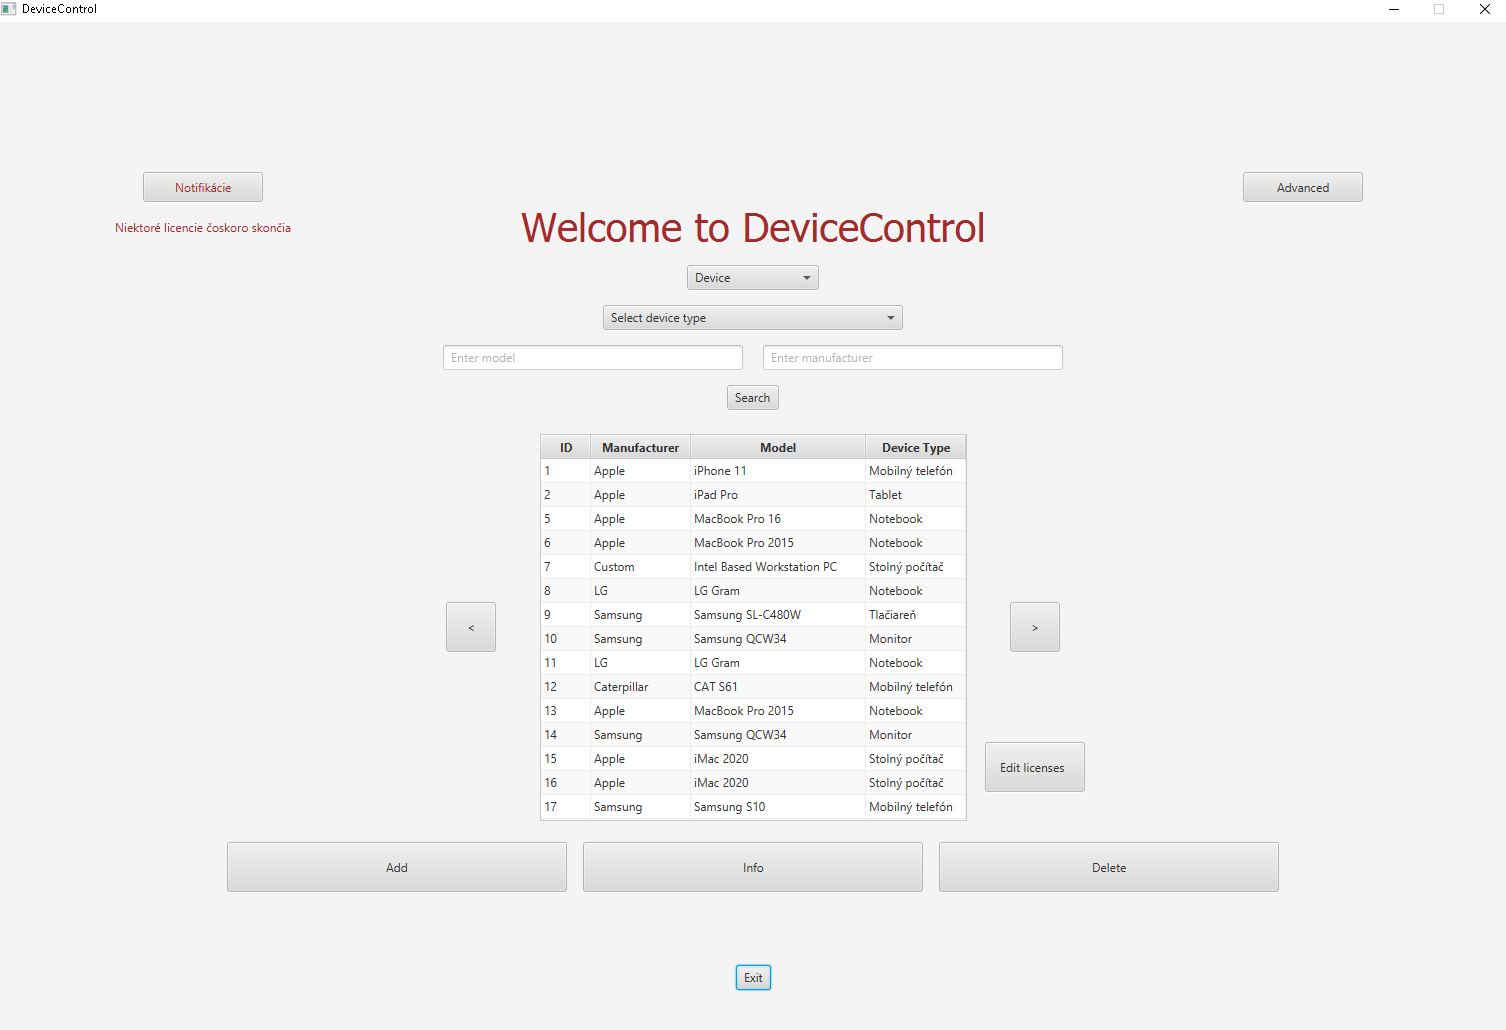 DeviceControl
Notifikácie
Advanced
Niektoré licencie čoskoro skončia
Welcome to DeviceControl
Device
Select device type
Enter model Enter manufacturer
Search
ID Manufacturer Model Device Type
1 Apple iPhone 11 Mobilný telefón
2 Apple iPad Pro Tablet
5 Apple MacBook Pro 16 Notebook
6 Apple MacBook Pro 2015 Notebook
7 Custom Intel Based Workstation PC Stolný počítač
8 LG LG Gram Notebook
9 Samsung Samsung SL-C480W Tlačiareň
10 Samsung Samsung QCW34 Monitor
11 LG LG Gram Notebook
12 Caterpillar CAT S61 Mobilný telefón
13 Apple MacBook Pro 2015 Notebook
14 Samsung Samsung QCW34 Monitor
15 Apple iMac 2020 Stolný počítač
16 Apple iMac 2020 Stolný počítač
17 Samsung Samsung S10 Mobilný telefón
< >
Edit licenses
Add Info Delete
Exit